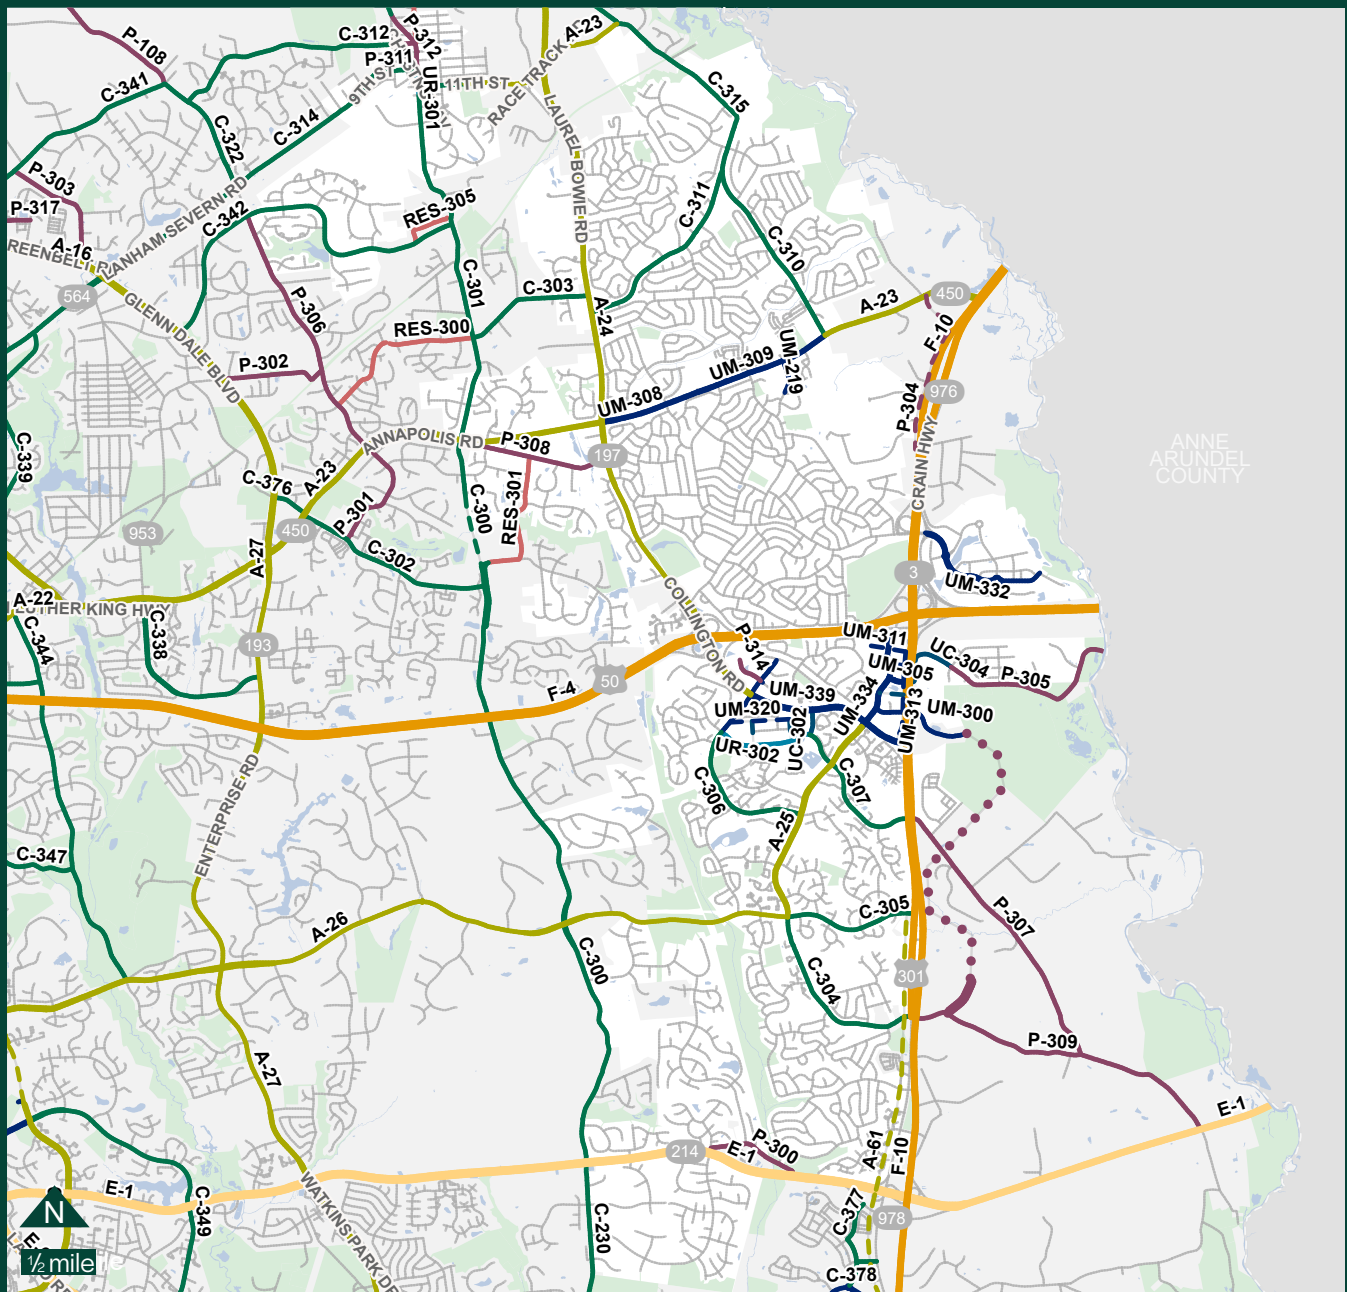 P-108
C-312
P-312
A-23
P-311
CHESTNUT
C-341
9TH ST
UR-301
11TH ST
RACE TRACK
C-315
C-314
C-322
LAUREL BOWIE RD
P-303
P-317
LANHAM SEVERN RD
C-342
RES-305
C-311
A-16
C-310
564
GLENN DALE BLVD
C-301
C-303
A-24
A-23
450
P-306
RES-300
F-10
P-302
UM-309
UM-219
UM-308
976
P-304
ANNE
ARUNDEL
COUNTY
ANNAPOLIS RD
P-308
197
C-339
CRAIN HWY
C-376
A-23
P-301
C-300
RES-301
953
450
A-27
C-302
3
UM-332
A-22
LUTHER KING HWY
C-338
COLLINGTON RD
C-344
193
P-314
UM-311
UC-304
P-305
UM-305
50
F-4
UM-339
UM-334
UM-320
UC-302
UM-313
UM-300
UR-302
C-306
C-307
ENTERPRISE RD
A-25
C-347
C-305
P-307
A-26
C-300
C-304
301
P-309
A-27
E-1
214
E-1
P-300
A-61
F-10
E-1
C-349
C-230
C-377
978
WATKINS PARK DR
N
½ mile
C-378